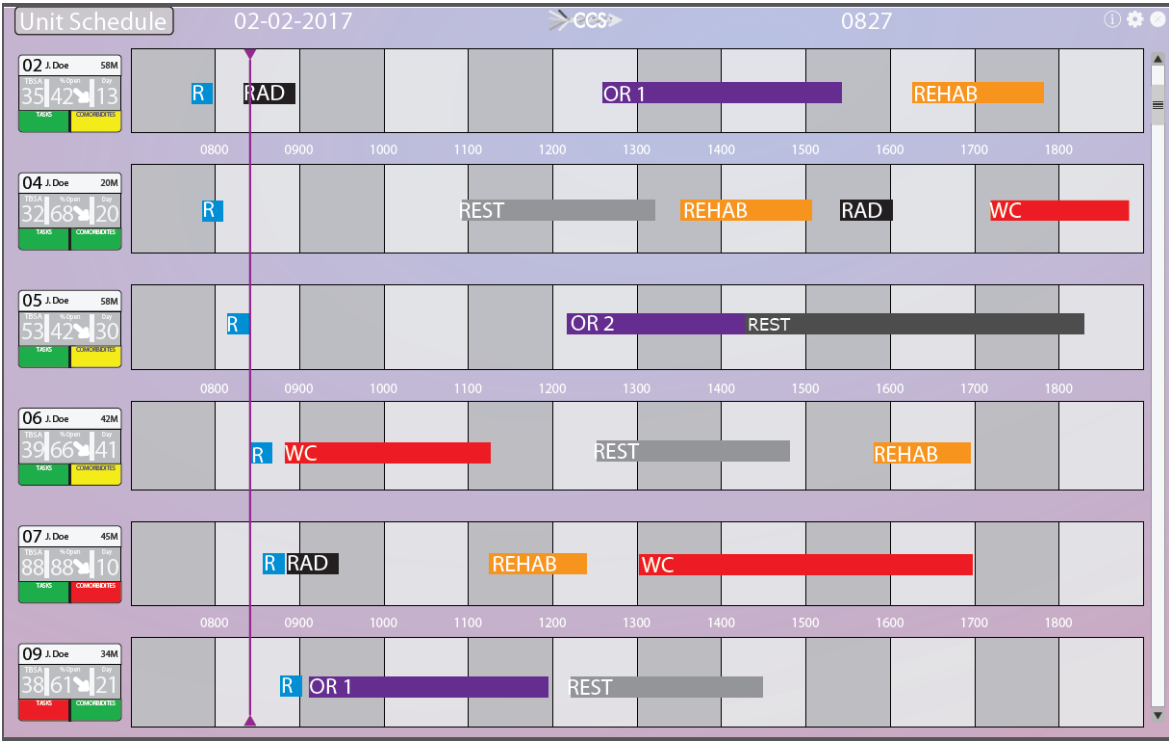 Unit Schedule 02-02-2017 CCS 0827
02 J. Doe 58M
TBSA % Open Day
35 42 13
TASKS COMORBIDITES
R RAD OR 1 REHAB
0800 0900 1000 1100 1200 1300 1400 1500 1600 1700 1800
04 J. Doe 20M
TBSA % Open Day
32 68 20
TASKS COMORBIDITES
R REST REHAB RAD WC
05 J. Doe 58M
TBSA % Open Day
53 42 30
TASKS COMORBIDITES
R OR 2 REST
0800 0900 1000 1100 1200 1300 1400 1500 1600 1700 1800
06 J. Doe 42M
TBSA % Open Day
39 66 41
TASKS COMORBIDITES
R WC REST REHAB
07 J. Doe 45M
TBSA % Open Day
88 88 10
TASKS COMORBIDITES
R RAD REHAB WC
0800 0900 1000 1100 1200 1300 1400 1500 1600 1700 1800
09 J. Doe 34M
TBSA % Open Day
38 61 21
TASKS COMORBIDITES
R OR 1 REST